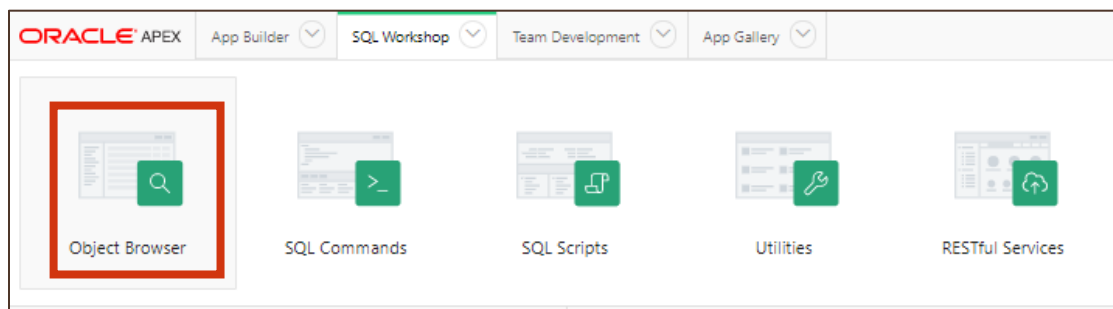 ORACLE APEX App Builder SQL Workshop Team Development App Gallery
>_
Object Browser SQL Commands SQL Scripts Utilities RESTful Services